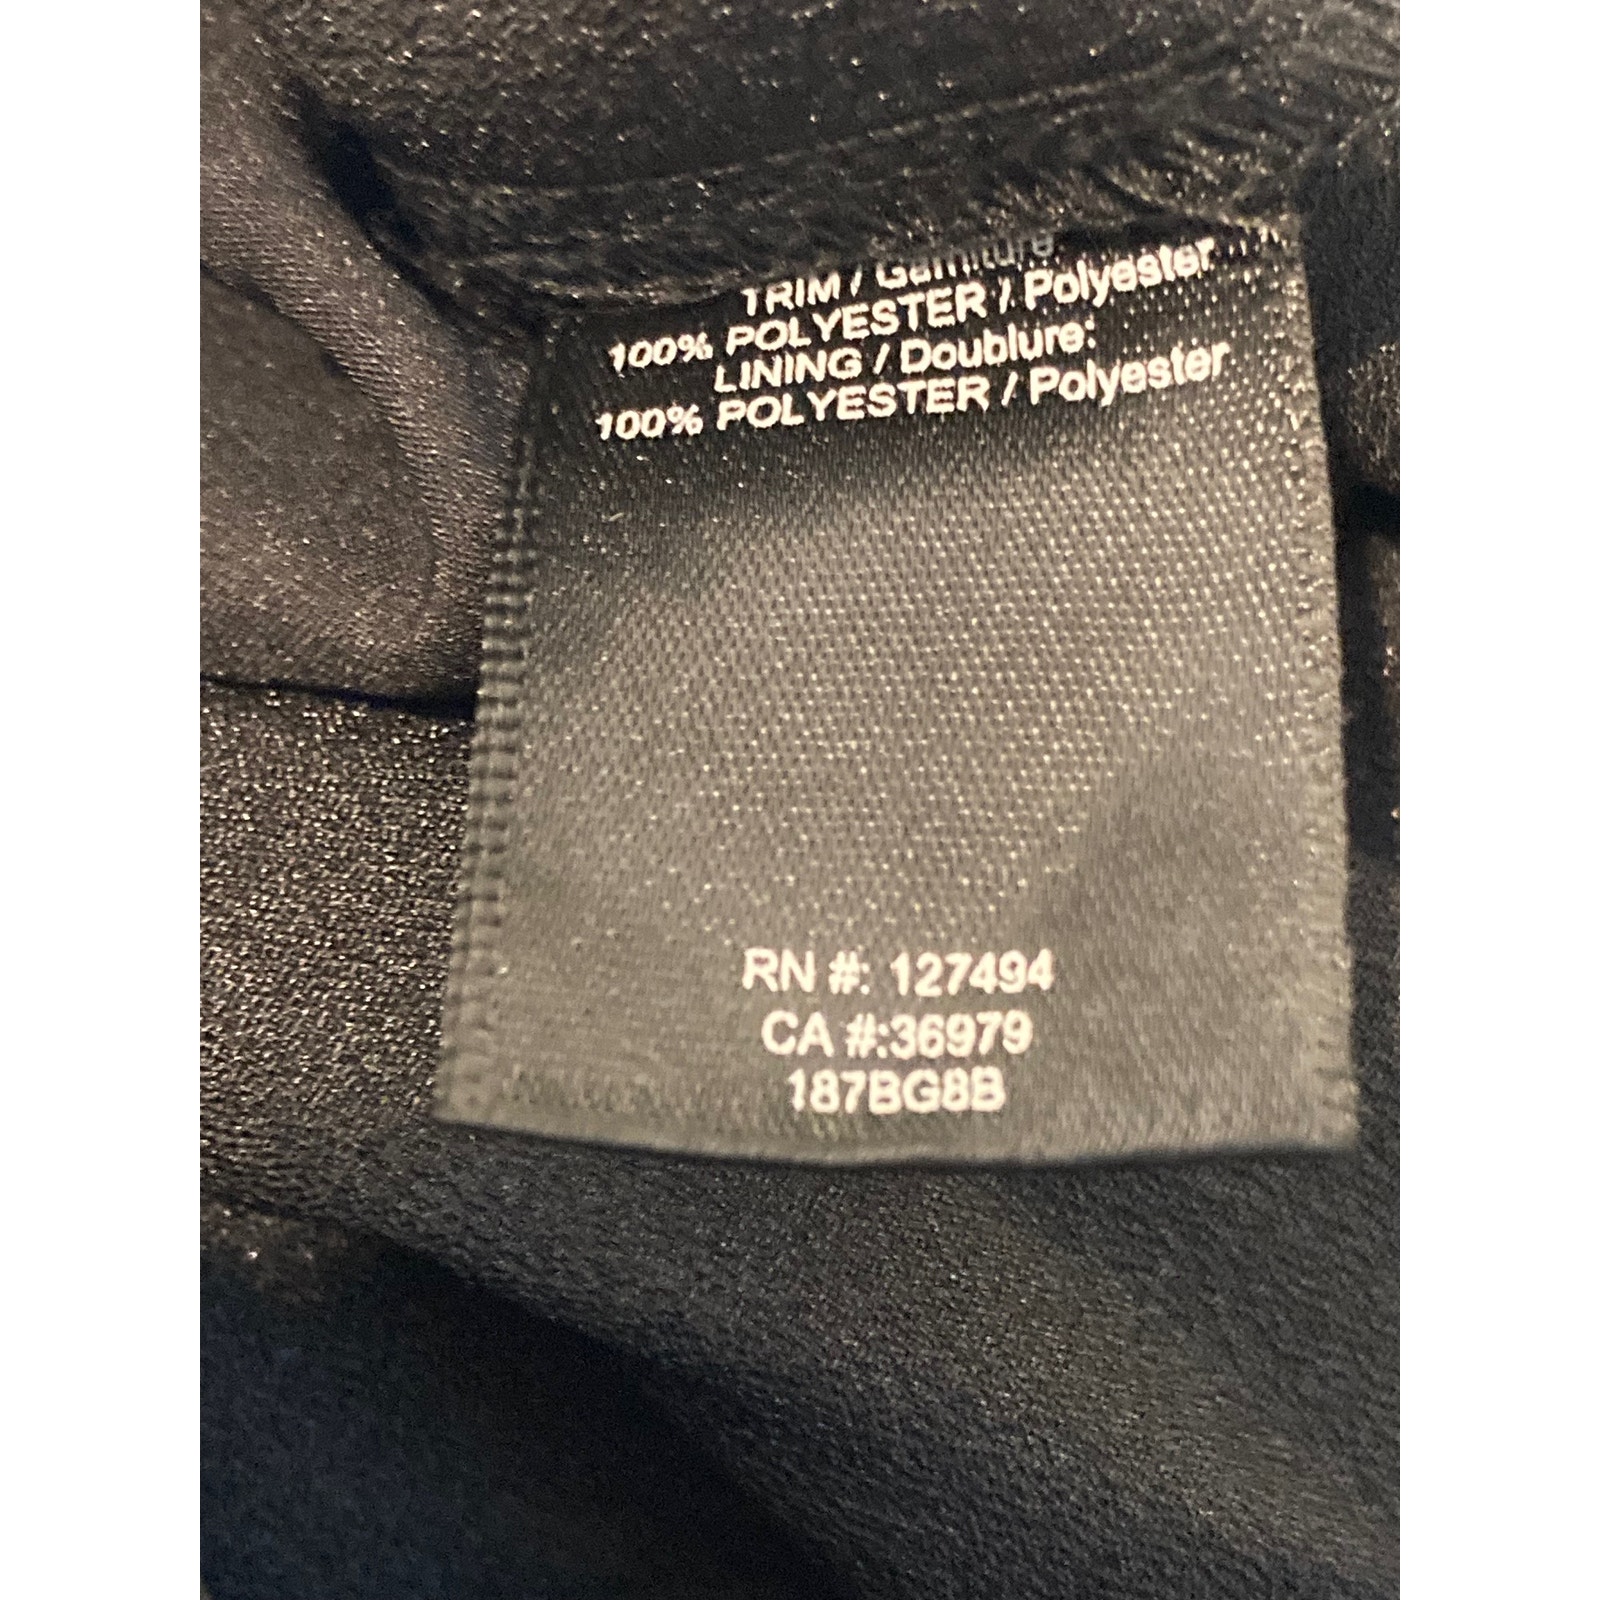 TRIM / Garniture:
100% POLYESTER / Polyester
LINING / Doublure:
100% POLYESTER / Polyester
RN #: 127494
CA #:36979
187BG8B